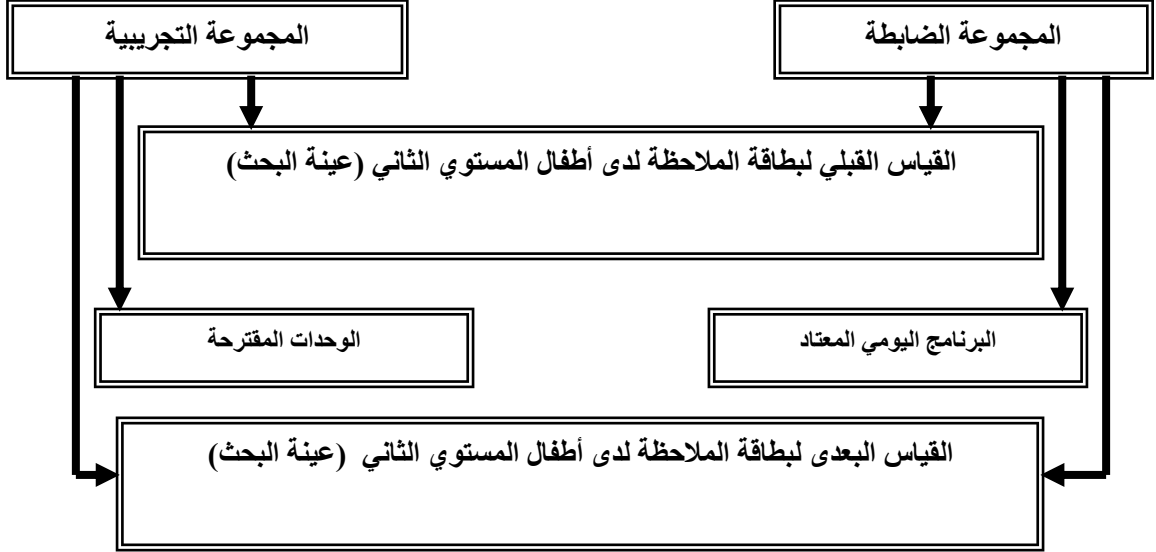 المجموعة الضابطة
المجموعة التجريبية
القياس القبلي لبطاقة الملاحظة لدى أطفال المستوي الثاني (عينة البحث)
البرنامج اليومي المعتاد
الوحدات المقترحة
القياس البعدى لبطاقة الملاحظة لدى أطفال المستوي الثاني (عينة البحث)